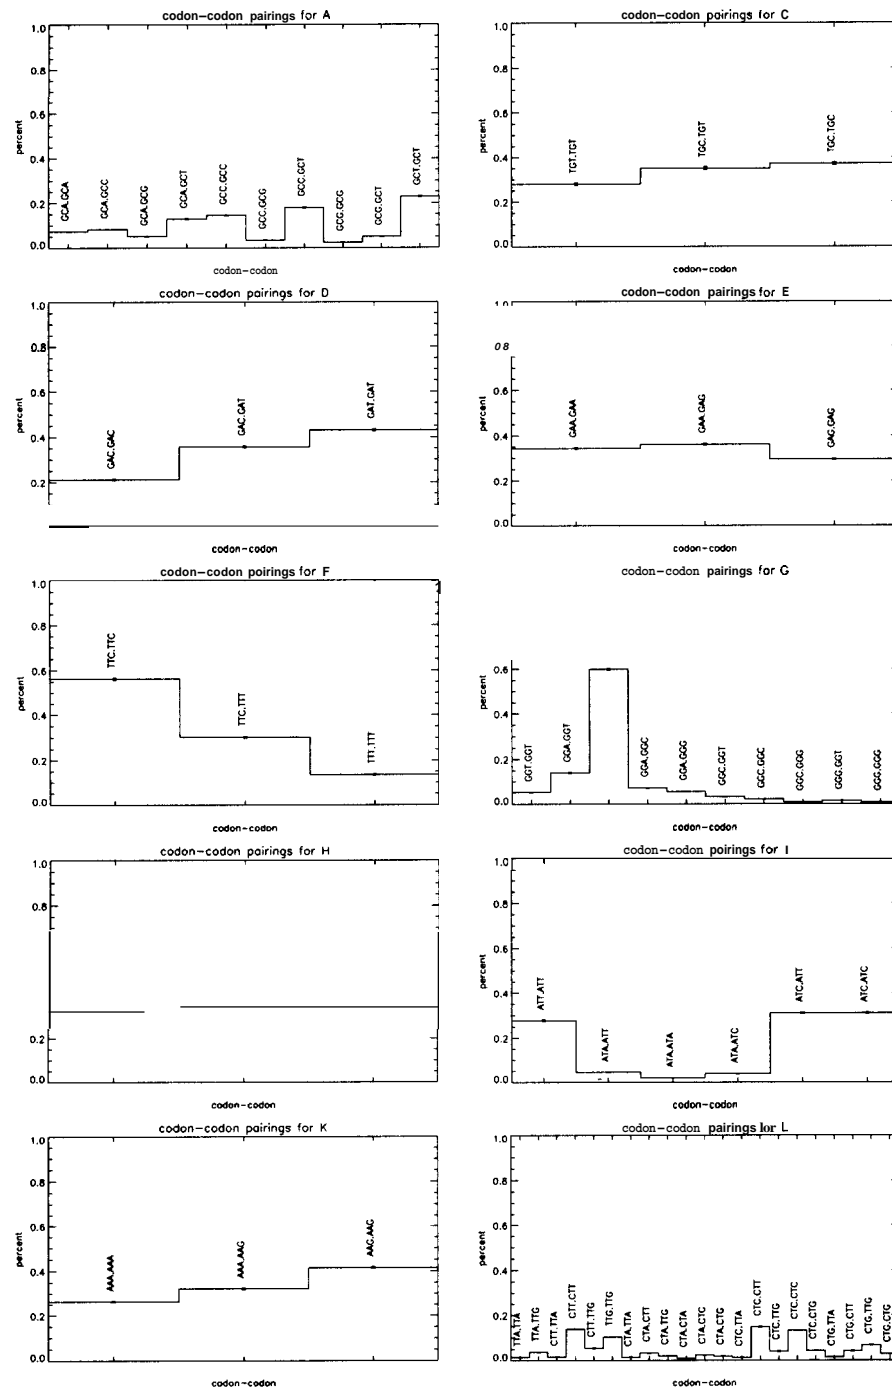 codon-codon pairings for A
percent
1.0
0.8
0.6
0.4
0.2
0.0
GCA.GCA
GCA.GCC
GCA.GCG
GCA.GCT
GCC.GCC
GCC.GCG
GCC.GCT
GCG.GCG
GCG.GCT
GCT.GCT
codon-codon
codon-codon pairings for C
percent
1.0
0.8
0.6
0.4
0.2
0.0
TGT.TGT
TGC.TGT
TGC.TGC
codon-codon
codon-codon pairings for D
percent
1.0
0.8
0.6
0.4
0.2
GAC.GAC
GAC.GAT
GAT.GAT
codon-codon
codon-codon pairings for E
percent
1.0
0.8
0.6
0.4
0.2
0.0
GAA.GAA
GAA.GAG
GAG.GAG
codon-codon
codon-codon poirings for F
percent
1.0
0.8
0.6
0.4
0.2
0.0
TTC.TTC
TTC.TTT
TTT.TTT
codon-codon
codon-codon pairings for G
percent
0.6
0.4
0.2
0.0
GGT.GGT
GGA.GGT
GGA.GGC
GGA.GGG
GGC.GGT
GGC.GGC
GGC.GGG
GGG.GGT
GGG.GGG
codon-codon
codon-codon pairings for H
1.0
0.8
0.2
0.0
codon-codon
codon-codon poirings for I
percent
1.0
0.8
0.6
0.4
0.2
0.0
ATT.ATT
ATA.ATT
ATA.ATA
ATA.ATC
ATC.ATT
ATC.ATC
codon-codon
codon-codon pairings for K
percent
1.0
0.8
0.6
0.4
0.2
0.0
AAA.AAA
AAA.AAG
AAG.AAG
codon-codon
codon-codon pairings lor L
percent
1.0
0.8
0.6
0.4
0.2
0.0
TTA.TTA
TTA.TTG
CTT.TTA
CTT.CTT
CTT.TTG
TTG.TTG
CTA.TTA
CTA.CTT
CTA.TTG
CTA.CTA
CTA.CTC
CTA.CTG
CTC.TTA
CTC.CTT
CTC.TTG
CTC.CTC
CTC.CTG
CTG.TTA
CTG.CTT
CTG.TTG
CTG.CTG
codon-codon